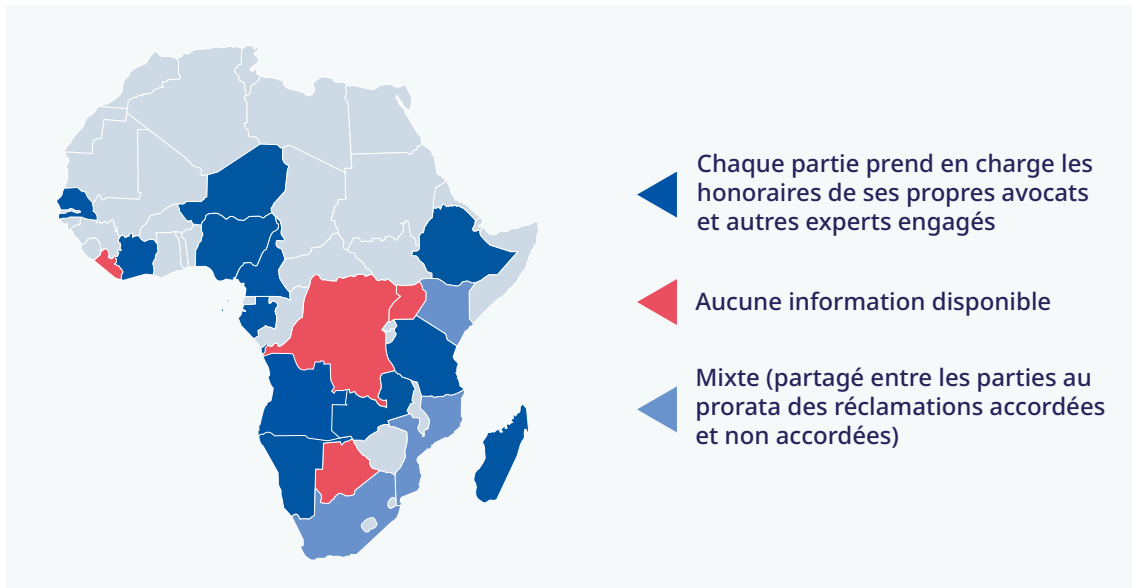 Chaque partie prend en charge les
honoraires de ses propres avocats
et autres experts engagés
Aucune information disponible
Mixte (partagé entre les parties au
prorata des réclamations accordées
et non accordées)